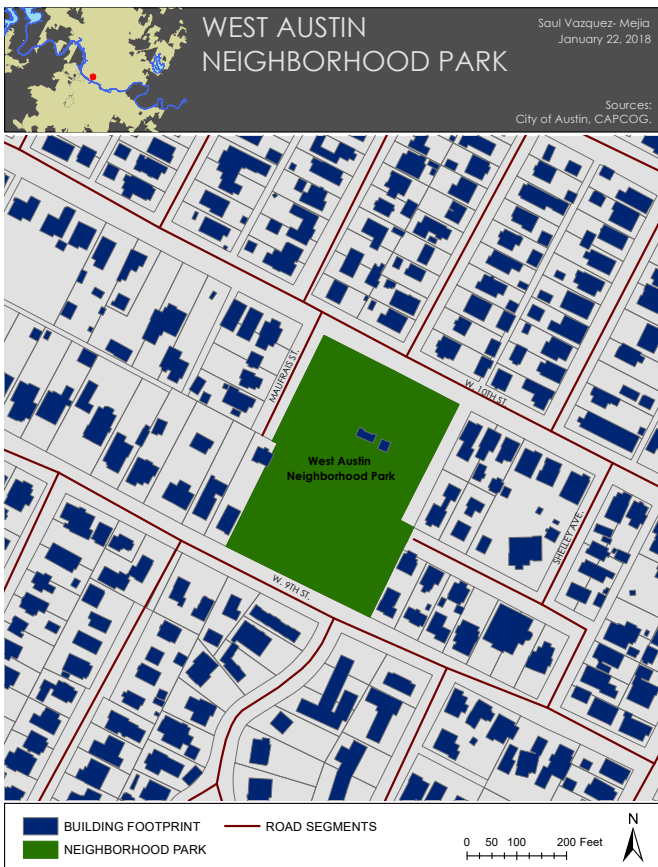 WEST AUSTIN
NEIGHBORHOOD PARK
Saul Vazquez- Mejia
January 22, 2018
Sources:
City of Austin, CAPCOG.
MAUFRAIS ST.
W. 10TH ST.
West Austin
Neighborhood Park
SHELLEY AVE.
W. 9TH ST.
BUILDING FOOTPRINT
ROAD SEGMENTS
NEIGHBORHOOD PARK
0 50 100 200 Feet
N